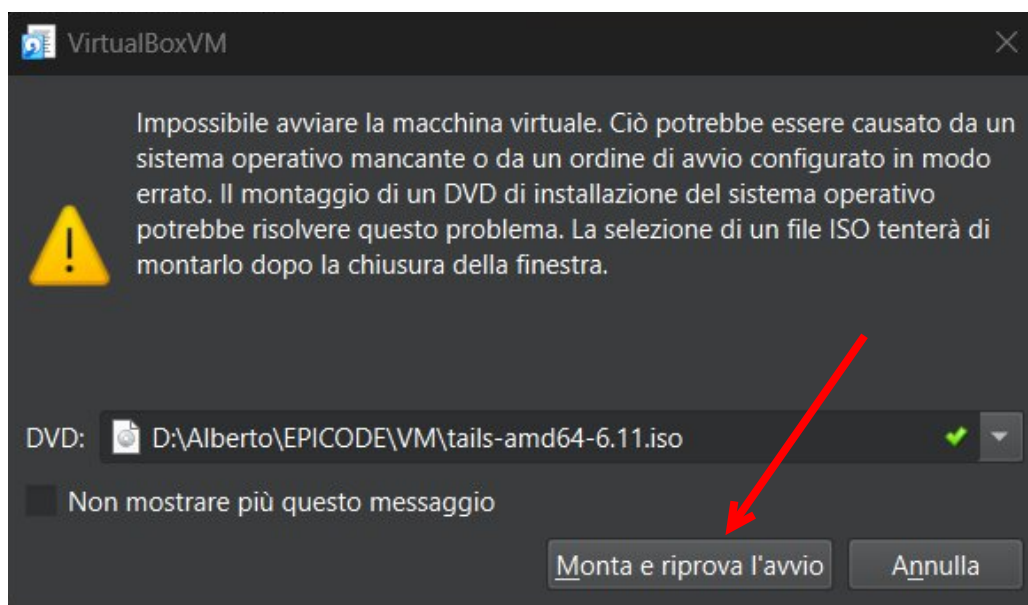 VirtualBoxVM
Impossibile avviare la macchina virtuale. Ciò potrebbe essere causato da un
sistema operativo mancante o da un ordine di avvio configurato in modo
errato. Il montaggio di un DVD di installazione del sistema operativo
potrebbe risolvere questo problema. La selezione di un file ISO tenterà di
montarlo dopo la chiusura della finestra.
DVD: D:\Alberto\EPICODE\VM\tails-amd64-6.11.iso
Non mostrare più questo messaggio
Monta e riprova l'avvio Annulla